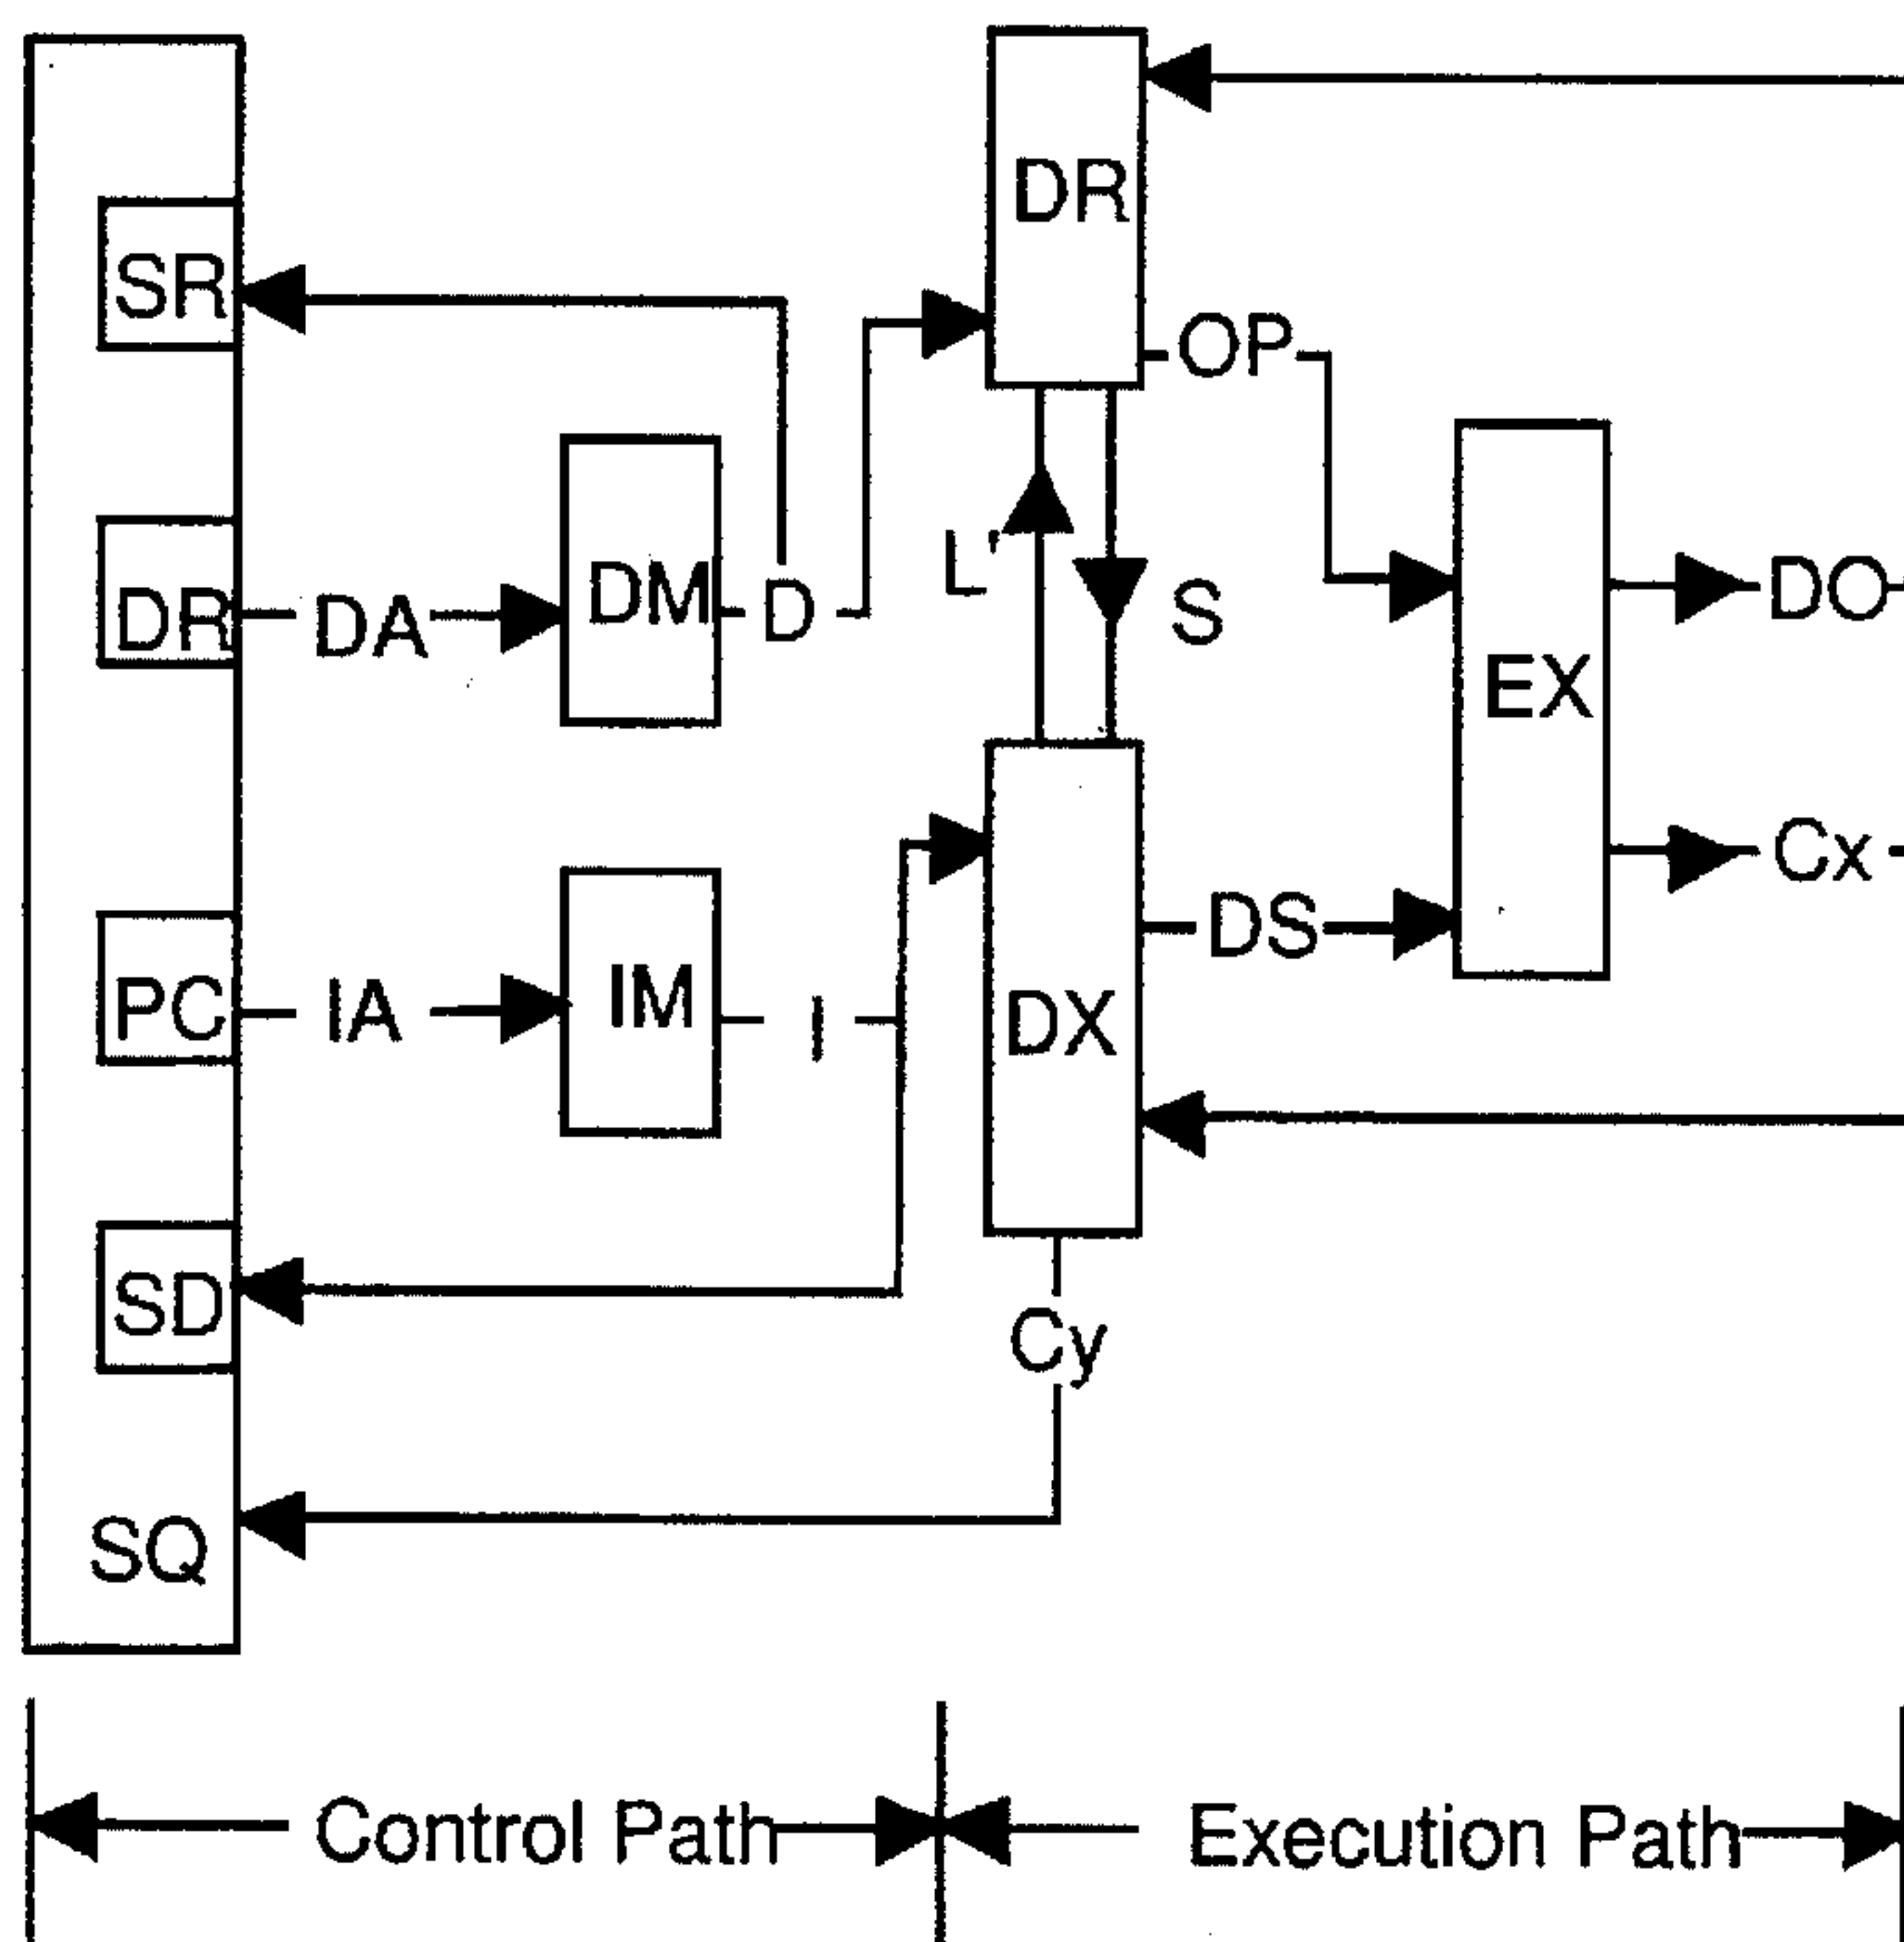 DR
SR
OP
L'
S
DR
DA
DM
D
DO
EX
Cx
DS
PC
IA
IM
I
DX
SD
Cy
SQ
Control Path
Execution Path